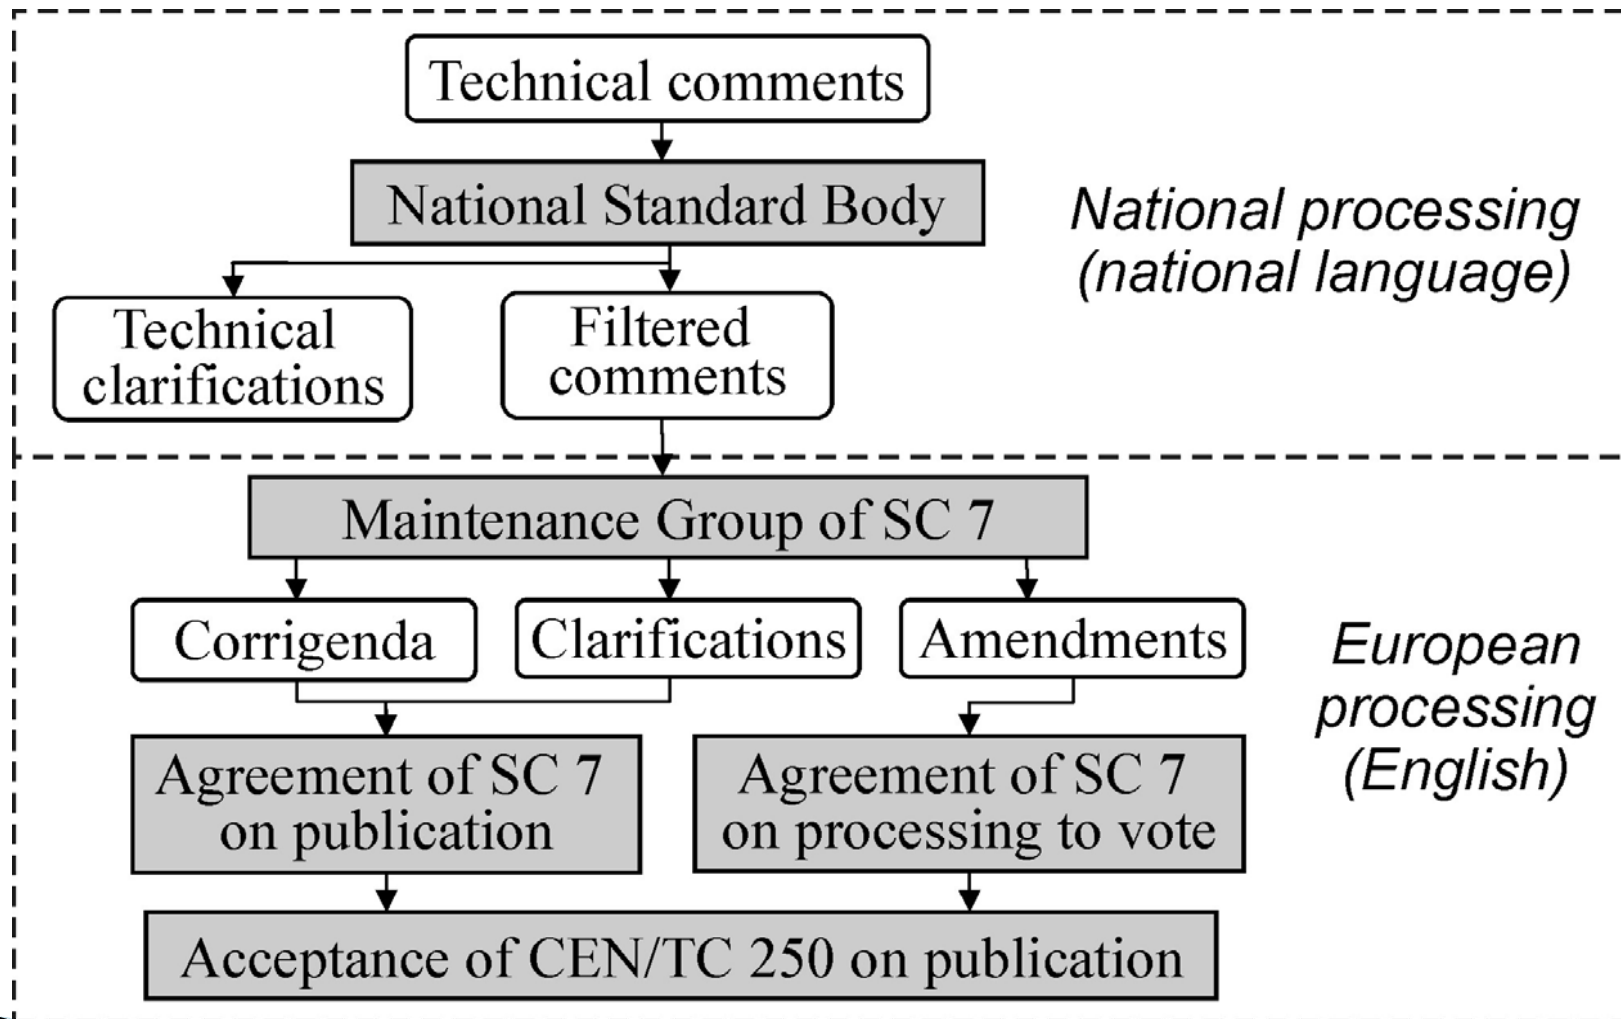 Technical comments
National Standard Body
National processing
(national language)
Technical
clarifications
Filtered
comments
Maintenance Group of SC 7
Corrigenda
Clarifications
Amendments
European
processing
(English)
Agreement of SC 7
on publication
Agreement of SC 7
on processing to vote
Acceptance of CEN/TC 250 on publication